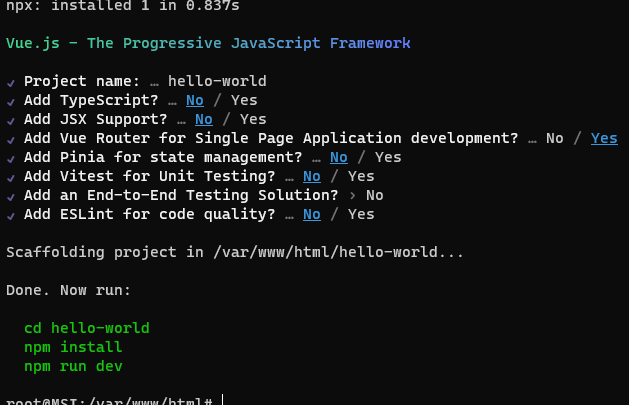 npx: installed 1 in 0.837s
Vue.js - The Progressive JavaScript Framework
✓ Project name: … hello-world
✓ Add TypeScript? … No / Yes
✓ Add JSX Support? … No / Yes
✓ Add Vue Router for Single Page Application development? … No / Yes
✓ Add Pinia for state management? … No / Yes
✓ Add Vitest for Unit Testing? … No / Yes
✓ Add an End-to-End Testing Solution? › No
✓ Add ESLint for code quality? … No / Yes
Scaffolding project in /var/www/html/hello-world...
Done. Now run:
cd hello-world
npm install
npm run dev
root@MSI:/var/www/html#